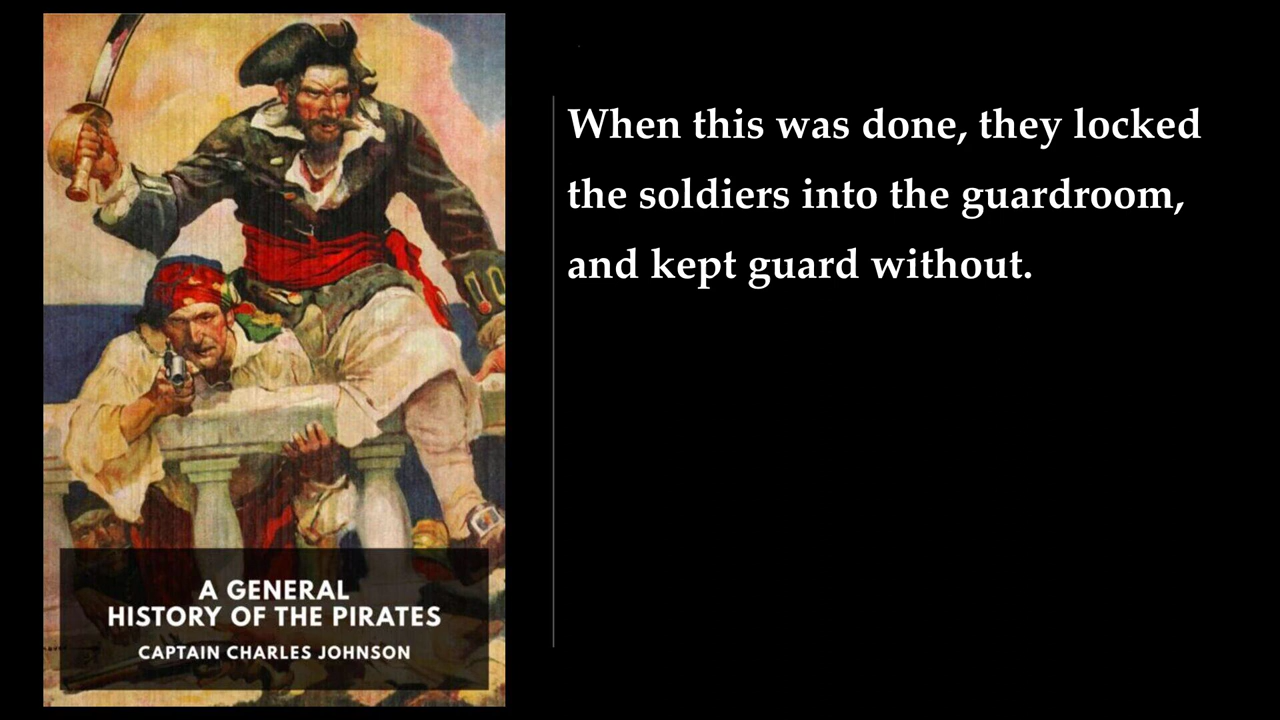 When this was done, they locked
the soldiers into the guardroom,
and kept guard without.
A GENERAL
HISTORY OF THE PIRATES
CAPTAIN CHARLES JOHNSON